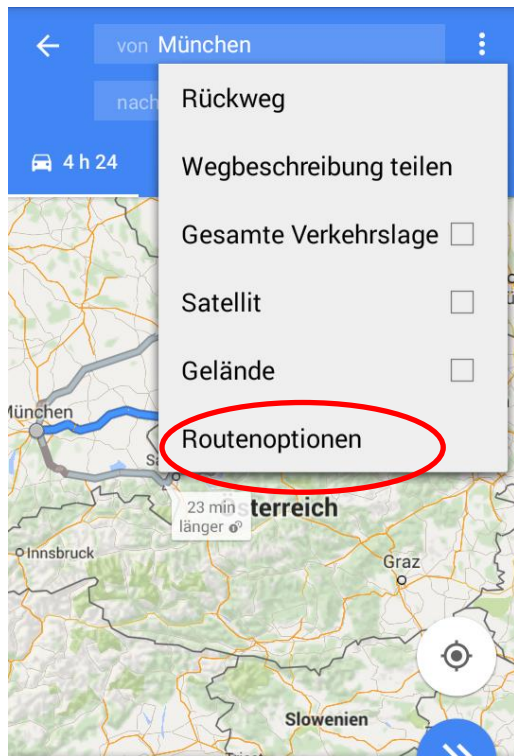 von München
nach
4 h 24
Rückweg
Wegbeschreibung teilen
Gesamte Verkehrslage
Satellit
Gelände
Routenoptionen
München
23 min
länger
terreich
Innsbruck
Graz
Slowenien